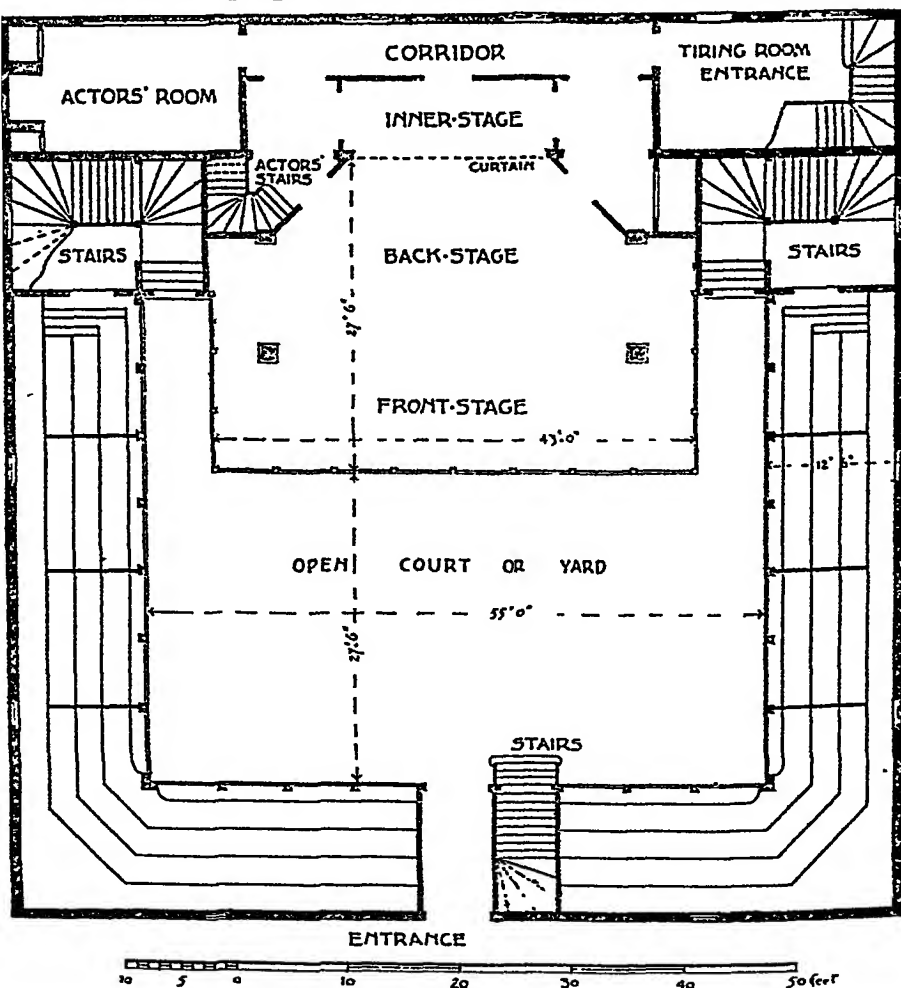 CORRIDOR
TIRING ROOM
ENTRANCE
ACTORS' ROOM
INNER·STAGE
ACTORS'
STAIRS
CURTAIN
STAIRS
BACK·STAGE
STAIRS
27'·6"
FRONT·STAGE
43'·0"
OPEN COURT OR YARD
55'0"
27'·6"
STAIRS
ENTRANCE
10 5 0 10 20 30 40 50 feet